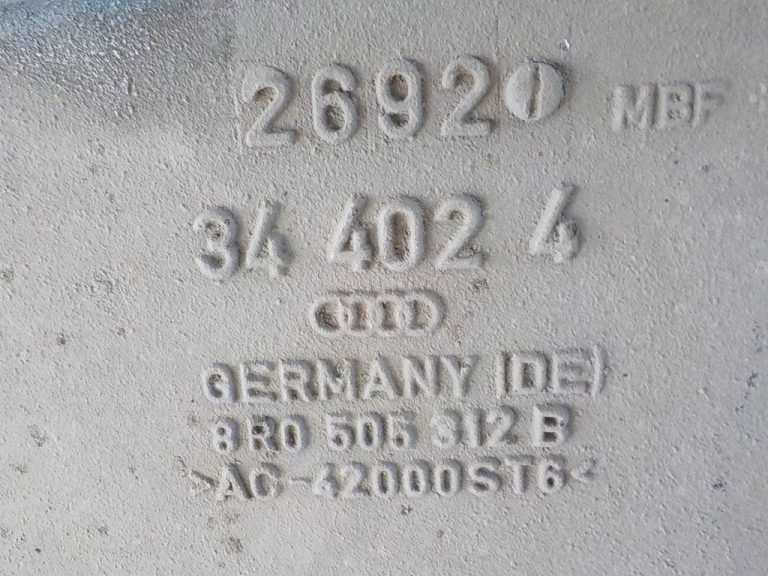 2692 MBF
34 402 4
GERMANY (DE)
8R0 505 312 B
>AC-42000ST6<